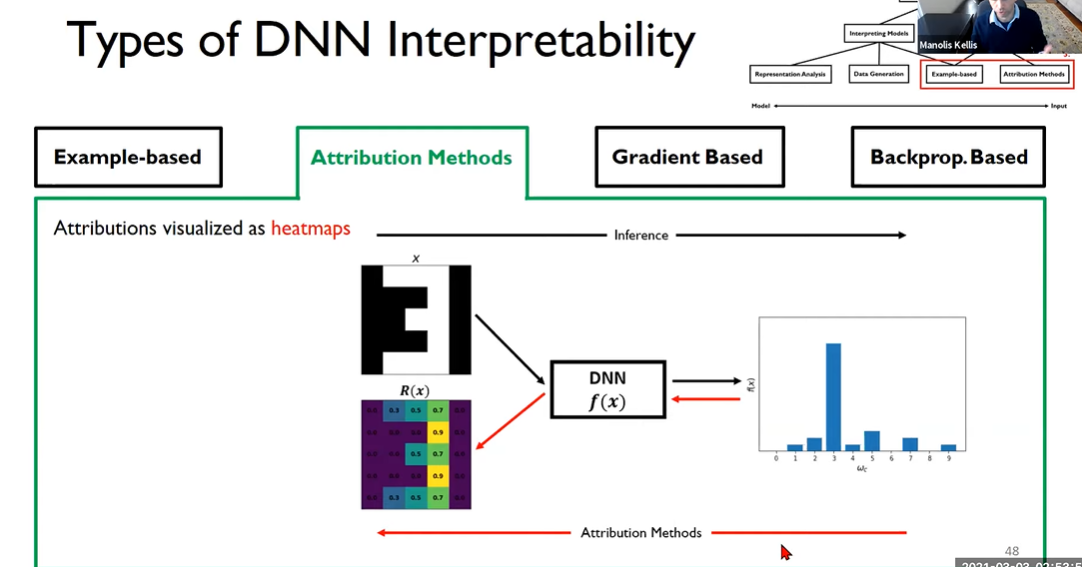 Types of DNN Interpretability
Interpreting Models
Manolis Kellis
Representation Analysis
Data Generation
Example-based
Attribution Methods
Model
Input
Example-based
Attribution Methods
Gradient Based
Backprop. Based
Attributions visualized as heatmaps
Inference
x
R(x)
0.0 0.3 0.5 0.7 0.0
0.0 0.0 0.0 0.9 0.0
0.0 0.0 0.5 0.7 0.0
0.0 0.0 0.0 0.9 0.0
0.0 0.3 0.5 0.7 0.0
DNN
f(x)
f(x)
0 1 2 3 4 5 6 7 8 9
ωc
Attribution Methods
48